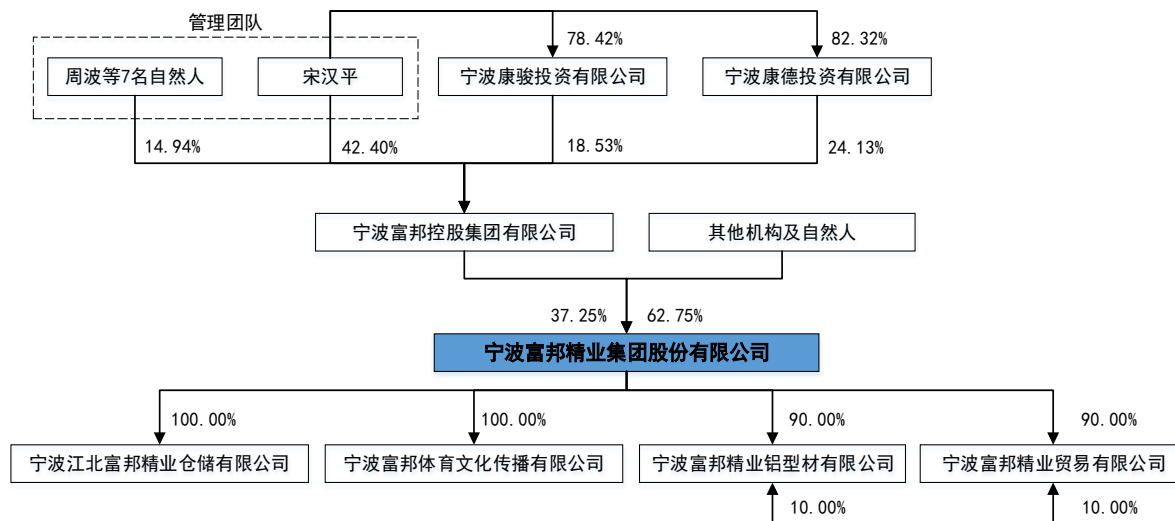 管理团队
78.42%
82.32%
周波等7名自然人
宋汉平
宁波康骏投资有限公司
宁波康德投资有限公司
14.94%
42.40%
18.53%
24.13%
宁波富邦控股集团有限公司
其他机构及自然人
37.25%
62.75%
宁波富邦精业集团股份有限公司
100.00%
100.00%
90.00%
90.00%
宁波江北富邦精业仓储有限公司
宁波富邦体育文化传播有限公司
宁波富邦精业铝型材有限公司
宁波富邦精业贸易有限公司
10.00%
10.00%